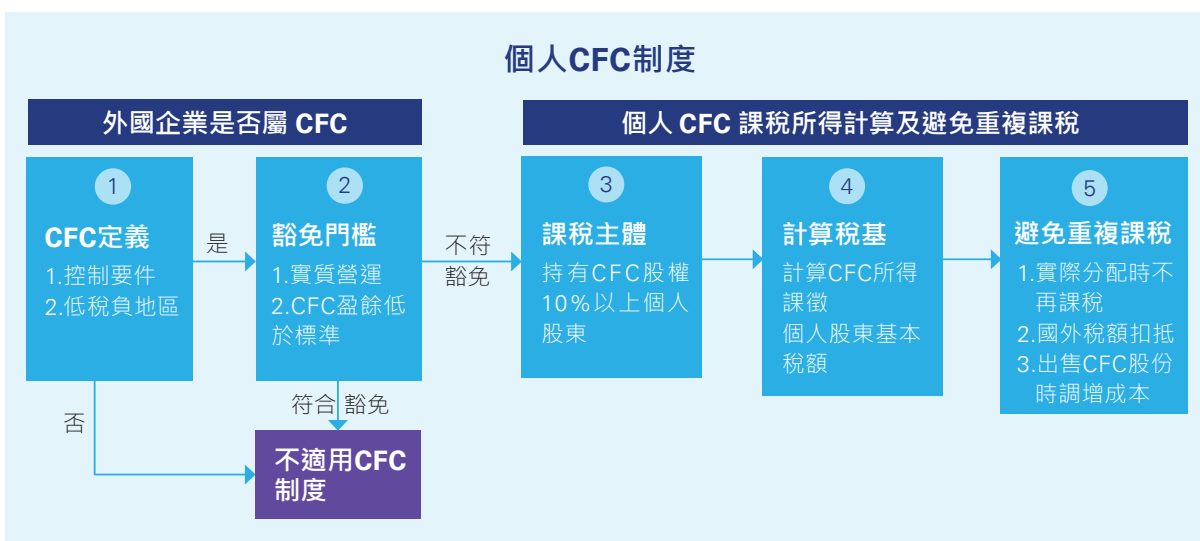 個人CFC制度
外國企業是否屬 CFC
個人 CFC 課稅所得計算及避免重複課稅
1
CFC定義
1.控制要件
2.低稅負地區
是
2
豁免門檻
1.實質營運
2.CFC盈餘低
於標準
不符
豁免
3
課稅主體
持有CFC股權
10%以上個人
股東
4
計算稅基
計算CFC所得
課徵
個人股東基本
稅額
5
避免重複課稅
1.實際分配時不
再課稅
2.國外稅額扣抵
3.出售CFC股份
時調增成本
否
符合 豁免
不適用CFC
制度